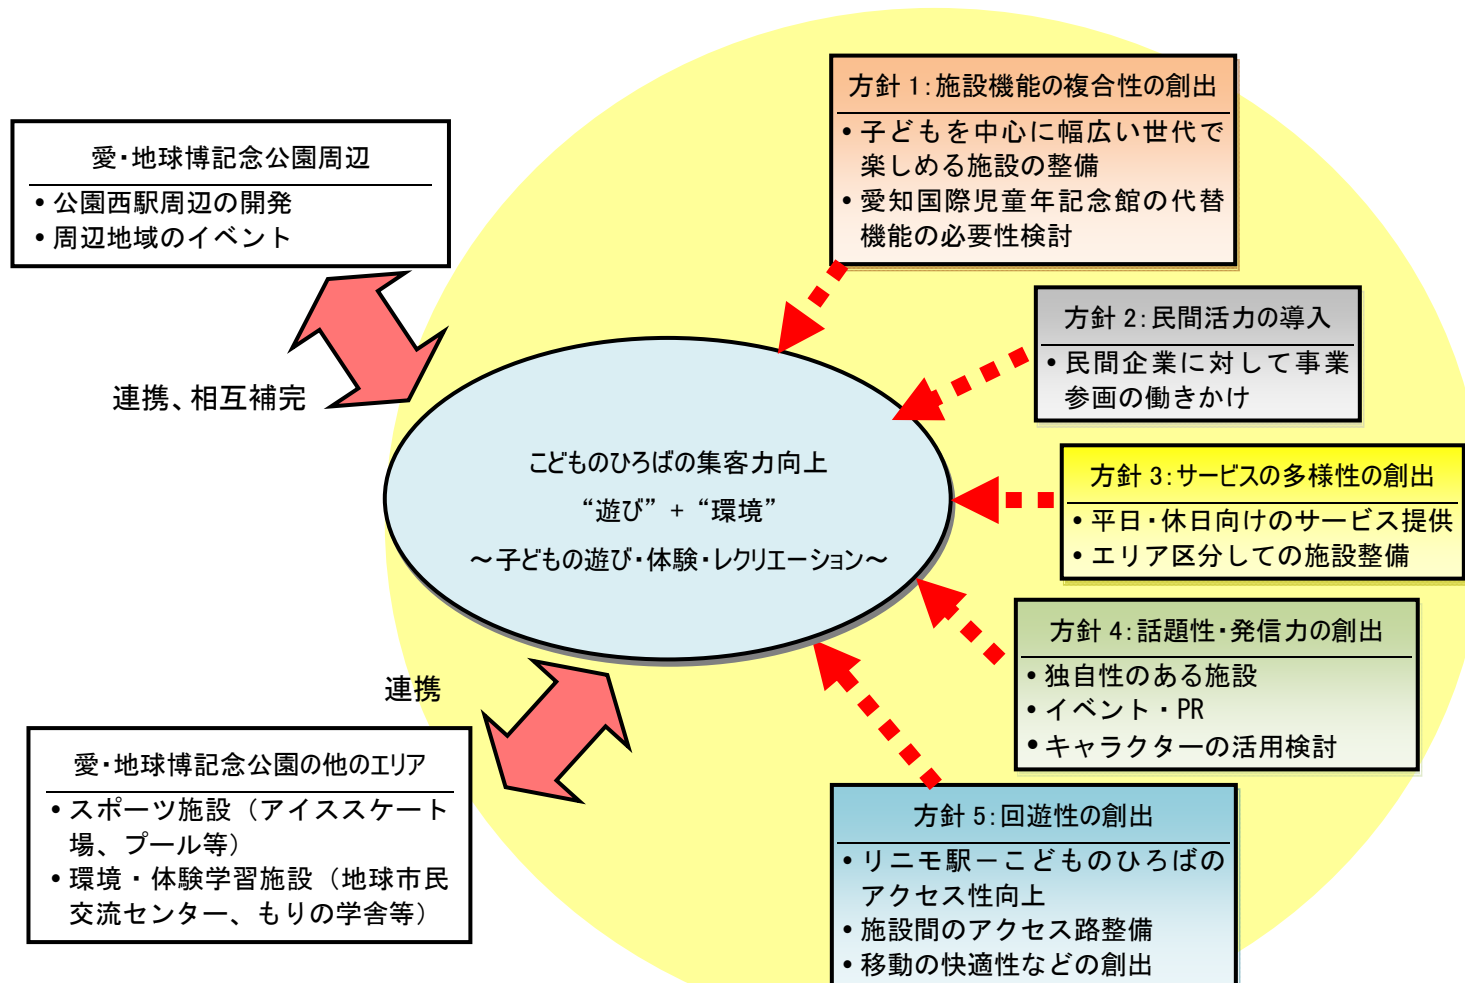 方針 1：施設機能の複合性の創出
• 子どもを中心に幅広い世代で
楽しめる施設の整備
• 愛知国際児童年記念館の代替
機能の必要性検討
愛・地球博記念公園周辺
• 公園西駅周辺の開発
• 周辺地域のイベント
方針 2：民間活力の導入
• 民間企業に対して事業
参画の働きかけ
連携、相互補完
こどものひろばの集客力向上
“遊び” + “環境”
～子どもの遊び・体験・レクリエーション～
方針 3：サービスの多様性の創出
• 平日・休日向けのサービス提供
• エリア区分しての施設整備
方針 4：話題性・発信力の創出
• 独自性のある施設
• イベント・PR
• キャラクターの活用検討
連携
愛・地球博記念公園の他のエリア
• スポーツ施設（アイススケート
場、プール等）
• 環境・体験学習施設（地球市民
交流センター、もりの学舎等）
方針 5：回遊性の創出
• リニモ駅－こどものひろばの
アクセス性向上
• 施設間のアクセス路整備
• 移動の快適性などの創出